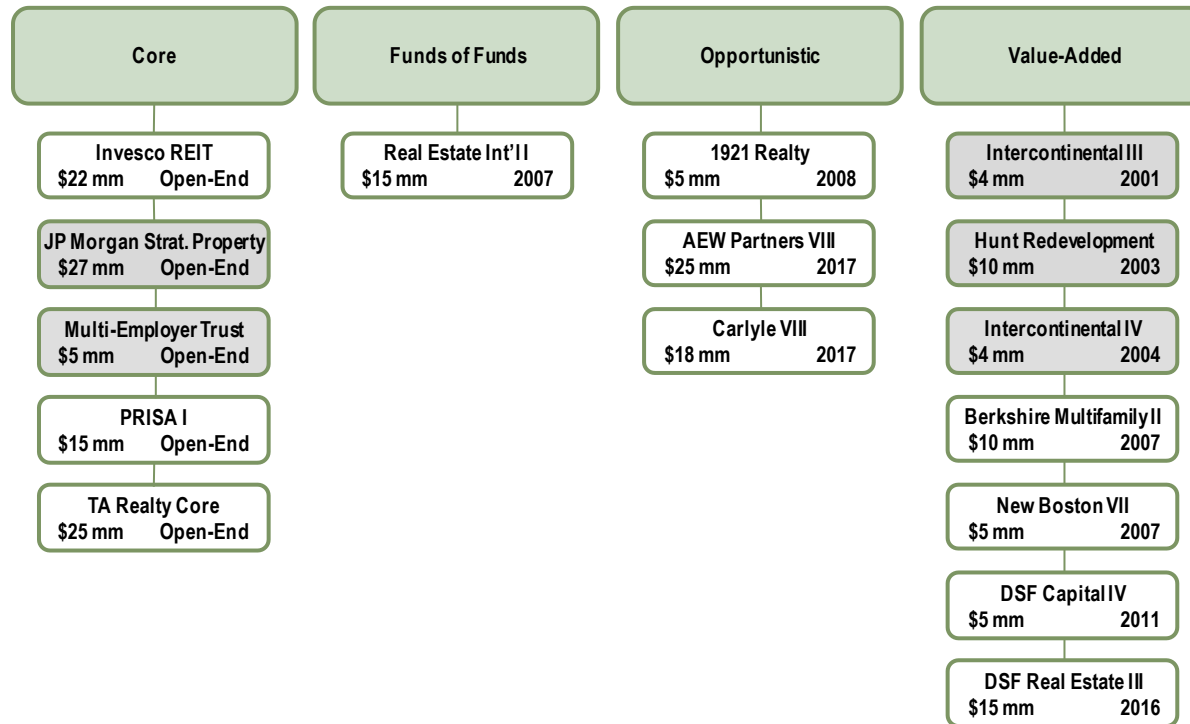 Core
Invesco REIT
$22 mm Open-End
JP Morgan Strat. Property
$27 mm Open-End
Multi-Employer Trust
$5 mm Open-End
PRISA I
$15 mm Open-End
TA Realty Core
$25 mm Open-End
Funds of Funds
Real Estate Int'l I
$15 mm 2007
Opportunistic
1921 Realty
$5 mm 2008
AEW Partners VIII
$25 mm 2017
Carlyle VIII
$18 mm 2017
Value-Added
Intercontinental III
$4 mm 2001
Hunt Redevelopment
$10 mm 2003
Intercontinental IV
$4 mm 2004
Berkshire Multifamily II
$10 mm 2007
New Boston VII
$5 mm 2007
DSF Capital IV
$5 mm 2011
DSF Real Estate III
$15 mm 2016